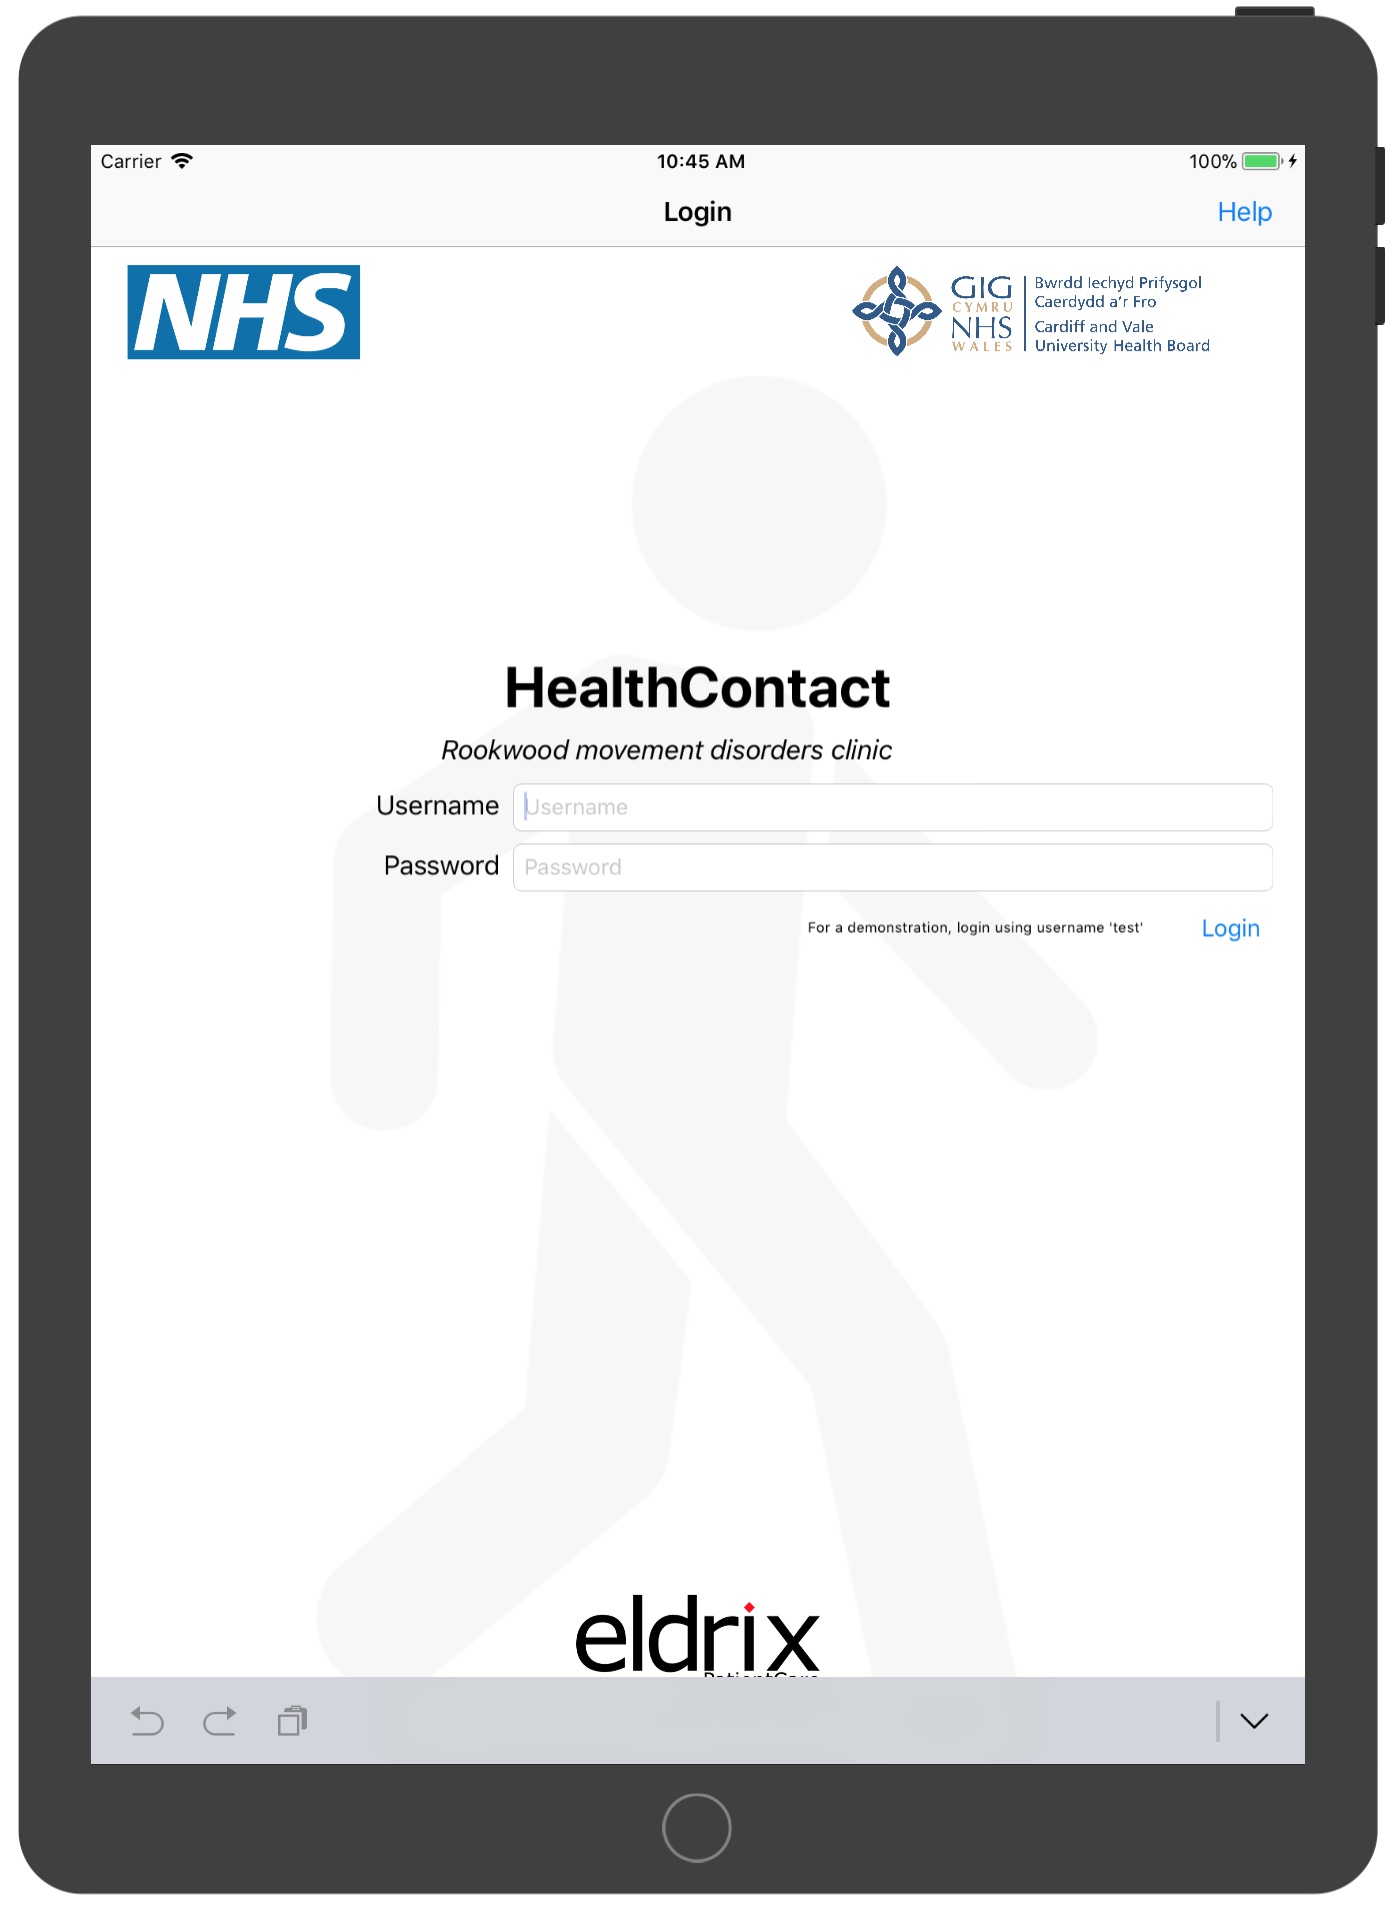 Carrier 10:45 AM 100%
Login Help
NHS
GIG
CYMRU
NHS
WALES
Bwrdd Iechyd Prifysgol
Caerdydd a'r Fro
Cardiff and Vale
University Health Board
HealthContact
Rookwood movement disorders clinic
Username Username
Password Password
For a demonstration, login using username 'test' Login
eldrix
PatientCare